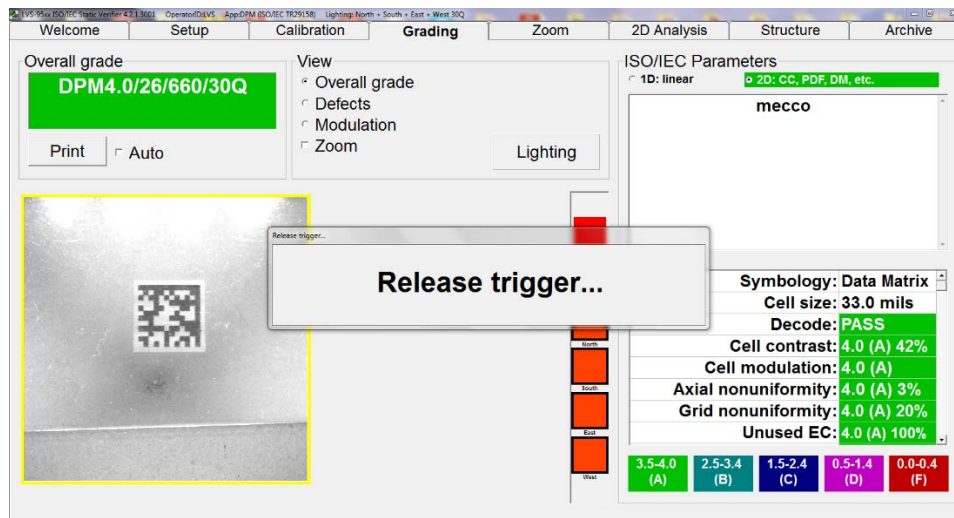 LVS-95xx ISO/IEC Static Verifier 4.2.1.3001 OperatorID:LVS App:DPM (ISO/IEC TR29158) Lighting: North + South + East + West 30Q
Welcome Setup Calibration Grading Zoom 2D Analysis Structure Archive
Overall grade
DPM4.0/26/660/30Q
Print
Auto
View
Overall grade
Defects
Modulation
Zoom
Lighting
ISO/IEC Parameters
1D: linear
2D: CC, PDF, DM, etc.
mecco
Release trigger...
Release trigger...
North
South
East
West
Symbology: Data Matrix
Cell size: 33.0 mils
Decode: PASS
Cell contrast: 4.0 (A) 42%
Cell modulation: 4.0 (A)
Axial nonuniformity: 4.0 (A) 3%
Grid nonuniformity: 4.0 (A) 20%
Unused EC: 4.0 (A) 100%
3.5-4.0 2.5-3.4 1.5-2.4 0.5-1.4 0.0-0.4
(A) (B) (C) (D) (F)